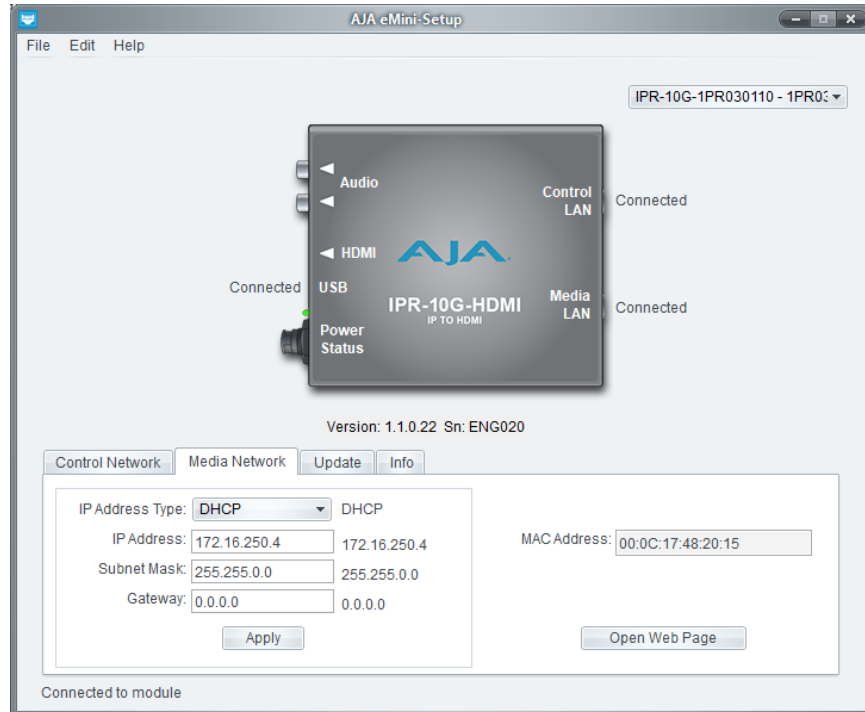 AJA eMini-Setup
File Edit Help
IPR-10G-1PR030110 - 1PR03
Audio
Control
LAN
Connected
HDMI
AJA
Connected
USB
IPR-10G-HDMI
IP TO HDMI
Media
LAN
Connected
Power
Status
Version: 1.1.0.22 Sn: ENG020
Control Network Media Network Update Info
IP Address Type: DHCP DHCP
IP Address: 172.16.250.4 172.16.250.4
MAC Address: 00:0C:17:48:20:15
Subnet Mask: 255.255.0.0 255.255.0.0
Gateway: 0.0.0.0 0.0.0.0
Apply Open Web Page
Connected to module